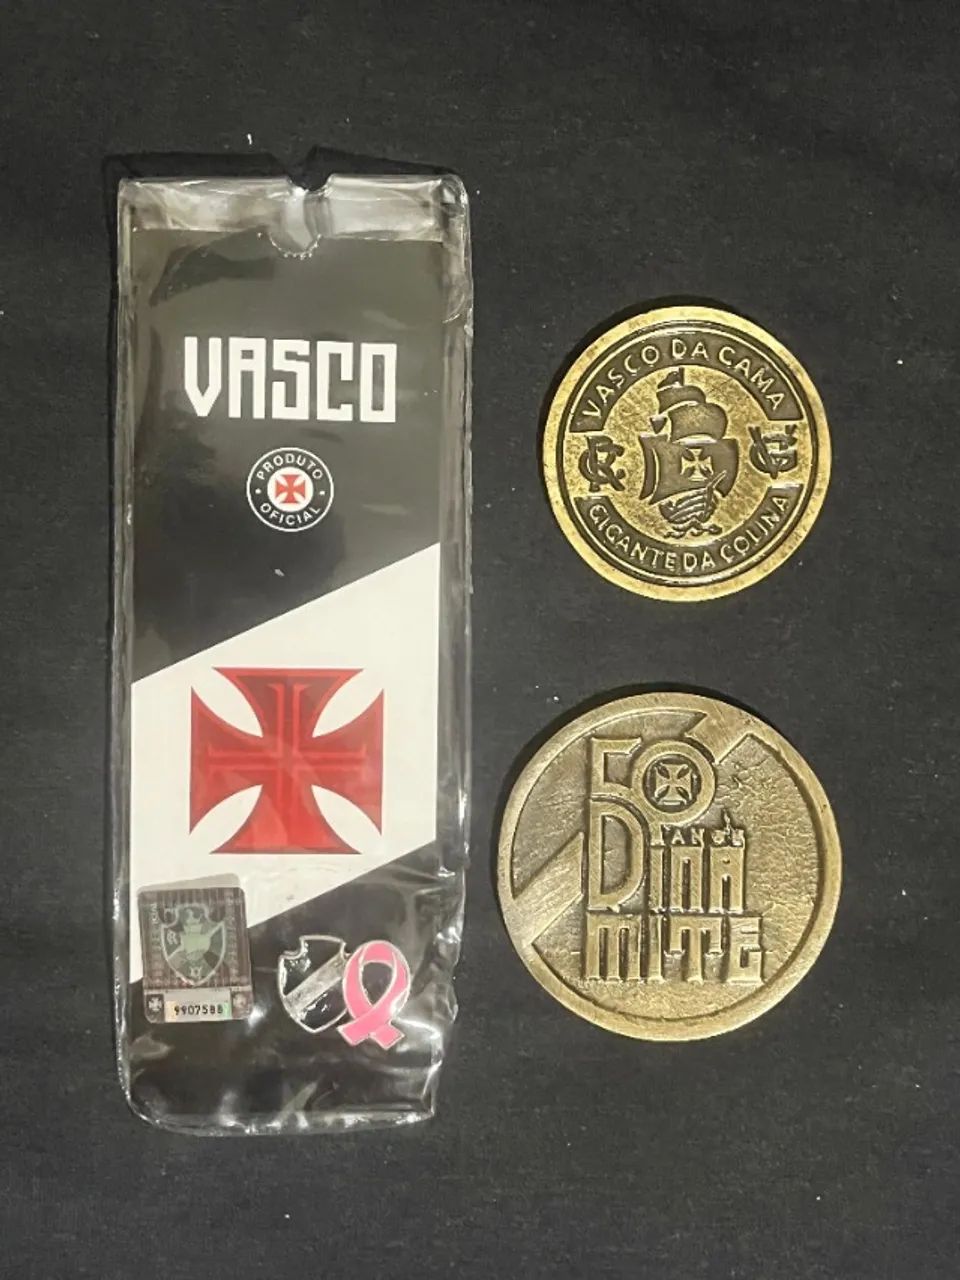 VASCO
PRODUTO
OFICIAL
9907588
VASCO DA GAMA
GIGANTE DA COLINA
50
ANOS
DINA
MITE